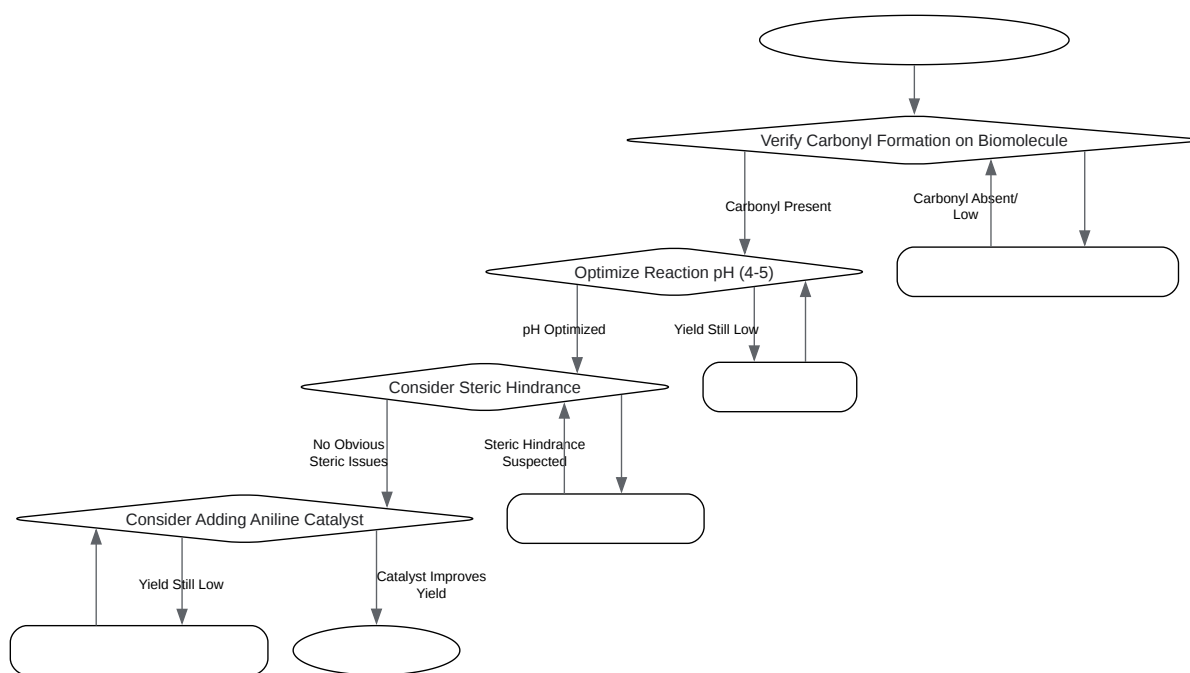 Verify Carbonyl Formation on Biomolecule
Carbonyl Present
Carbonyl Absent/
Low
Optimize Reaction pH (4-5)
pH Optimized
Yield Still Low
Consider Steric Hindrance
No Obvious
Steric Issues
Steric Hindrance
Suspected
Consider Adding Aniline Catalyst
Yield Still Low
Catalyst Improves
Yield